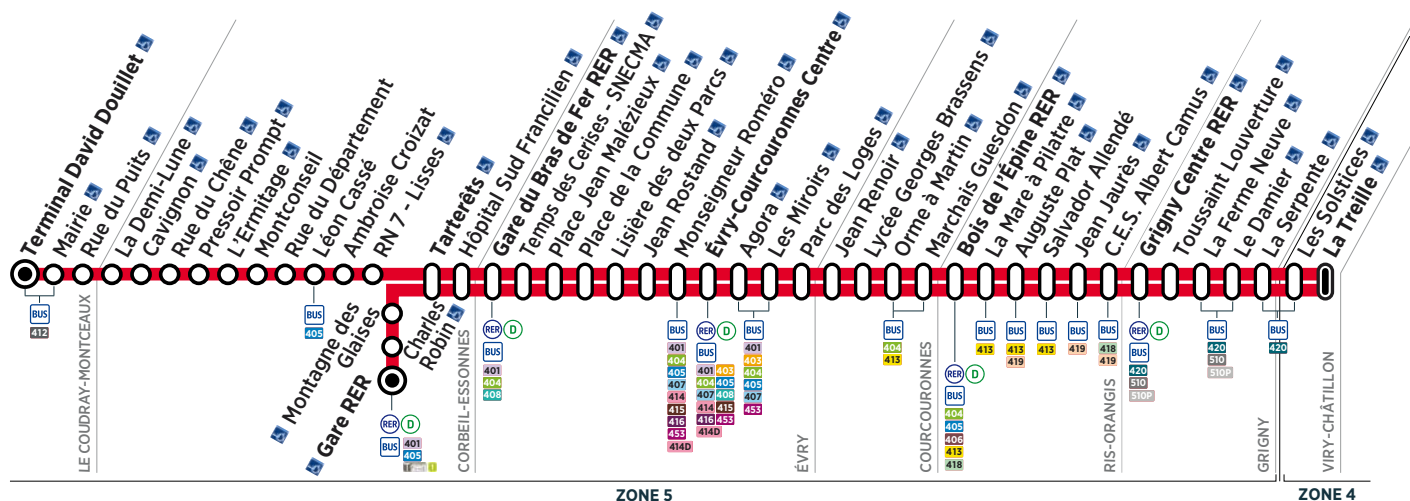 Terminal David Douillet
Mairie
Rue du Puits
La Demi-Lune
Cavignon
Rue du Chêne
Pressoir Prompt
L'Ermitage
Montconseil
Rue du Département
Léon Cassé
Ambroise Croizat
RN 7 - Lisses
Tarterêts
Hôpital Sud Francilien
Gare du Bras de Fer RER
Temps des Cerises - SNECMA
Place Jean Malézieux
Place de la Commune
Lisière des deux Parcs
Jean Rostand
Monseigneur Roméro
Évry-Courcouronnes Centre
Agora
Les Miroirs
Parc des Loges
Jean Renoir
Lycée Georges Brassens
Orme à Martin
Marchais Guesdon
Bois de l'Epine RER
La Mare à Pilatre
Auguste Plat
Salvador Allendé
Jean Jaurès
C.E.S. Albert Camus
Grigny Centre RER
Toussaint Louverture
La Ferme Neuve
Le Damier
La Serpente
Les Solstices
La Treille
Montagne des
Glaises
Charles
Robin
Gare RER
BUS
412
BUS
405
RER D
BUS
401
405
RER D
BUS
401
404
408
BUS
401
404
405
407
414
415
416
453
414D
RER D
BUS
401 403
404 405
407 408
414 415
416 453
414D
BUS
401
403
404
405
407
453
BUS
404
413
RER D
BUS
404
405
406
413
418
BUS
413
BUS
413
419
BUS
413
BUS
419
BUS
418
419
RER D
BUS
420
510
510P
BUS
420
510
510P
BUS
420
LE COUDRAY-MONTCEAUX
CORBEIL-ESSONNES
ÉVRY
COURCOURONNES
RIS-ORANGIS
GRIGNY
VIRY-CHÂTILLON
ZONE 5
ZONE 4